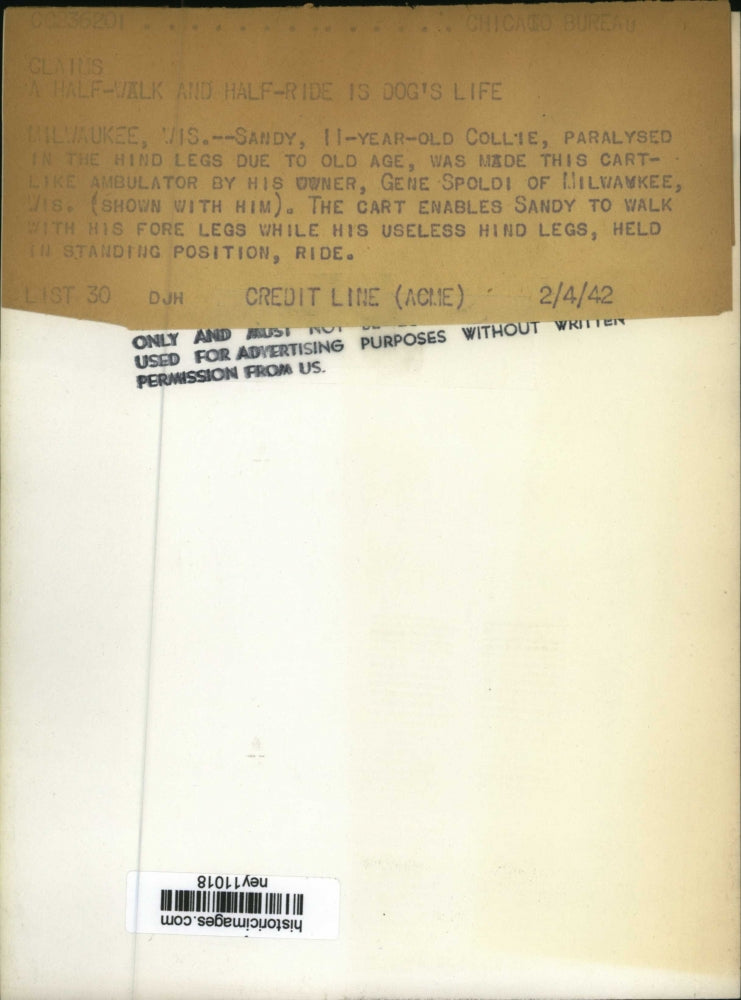 CC236201 . . . . . . . . . . . . . CHICAGO BUREAU
A HALF-WALK AND HALF-RIDE IS DOG'S LIFE
MILWAUKEE, WIS.--SANDY, 11-YEAR-OLD COLLIE, PARALYSED
IN THE HIND LEGS DUE TO OLD AGE, WAS MADE THIS CART-
LIKE AMBULATOR BY HIS OWNER, GENE SPOLDI OF MILWAWKEE,
WIS. (SHOWN WITH HIM). THE CART ENABLES SANDY TO WALK
WITH HIS FORE LEGS WHILE HIS USELESS HIND LEGS, HELD
IN STANDING POSITION, RIDE.
LIST 30 DJH CREDIT LINE (ACME) 2/4/42
ONLY AND MUST NOT WITHOUT WRITTEN
USED FOR ADVERTISING PURPOSES
PERMISSION FROM US.
historicimages.com
ney111018